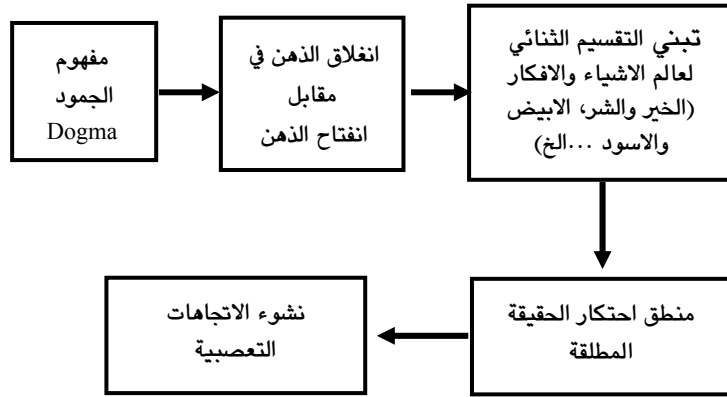 مفهوم
الجمود
Dogma
انغلاق الذهن في
مقابل
انفتاح الذهن
تبني التقسيم الثنائي
لعالم الاشياء والافكار
(الخير والشر، الابيض
والاسود ...الخ)
منطق احتكار الحقيقة
المطلقة
نشوء الاتجاهات
التعصبية